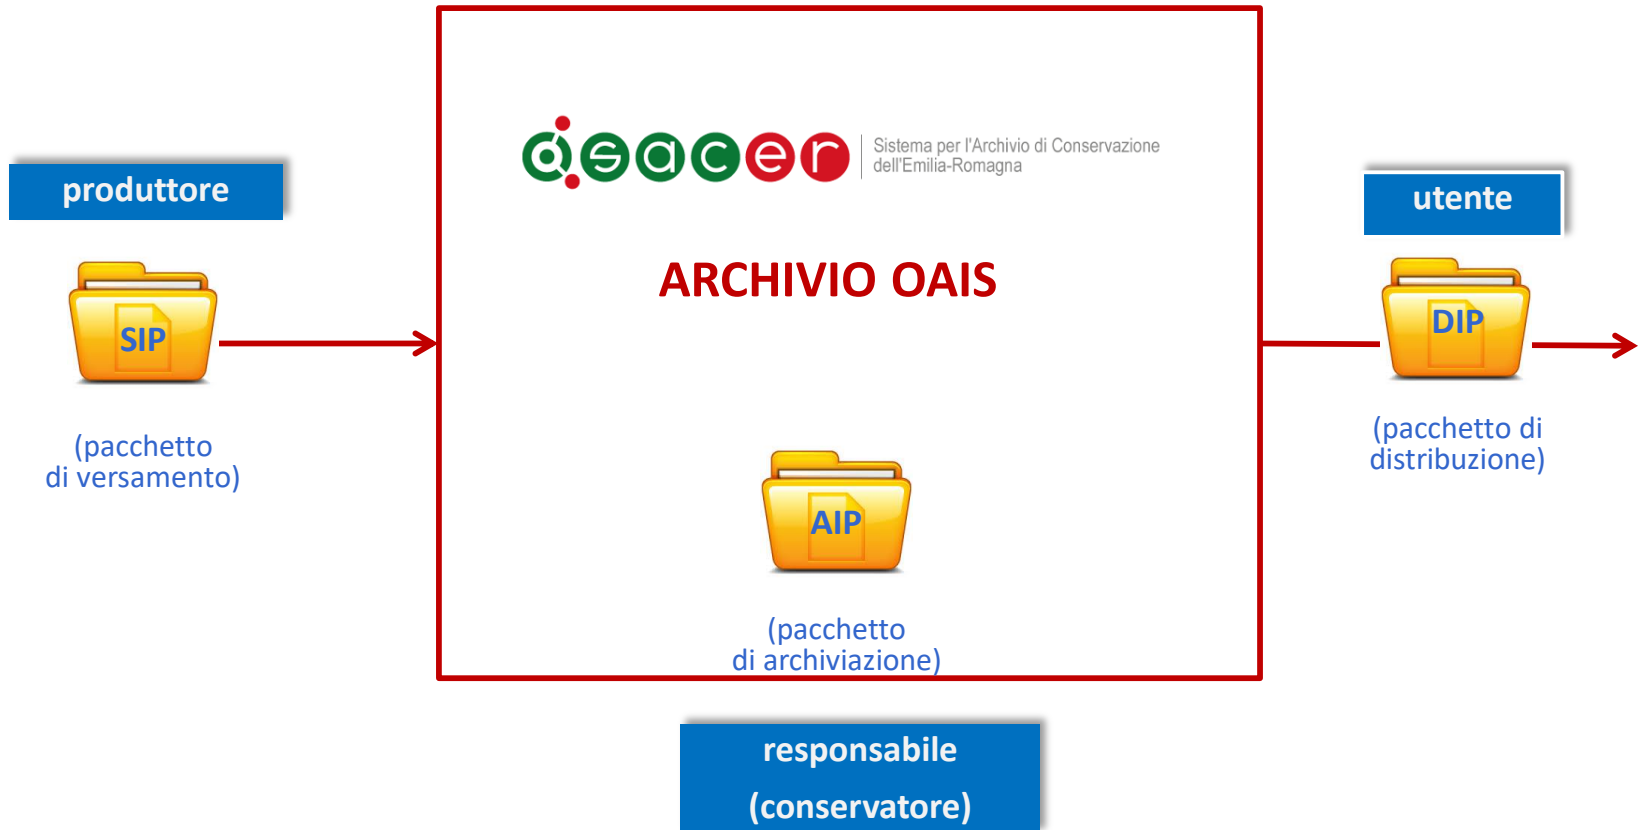 produttore
SIP
(pacchetto
di versamento)
sacer
Sistema per l'Archivio di Conservazione
dell'Emilia-Romagna
ARCHIVIO OAIS
AIP
(pacchetto
di archiviazione)
utente
DIP
(pacchetto di
distribuzione)
responsabile
(conservatore)